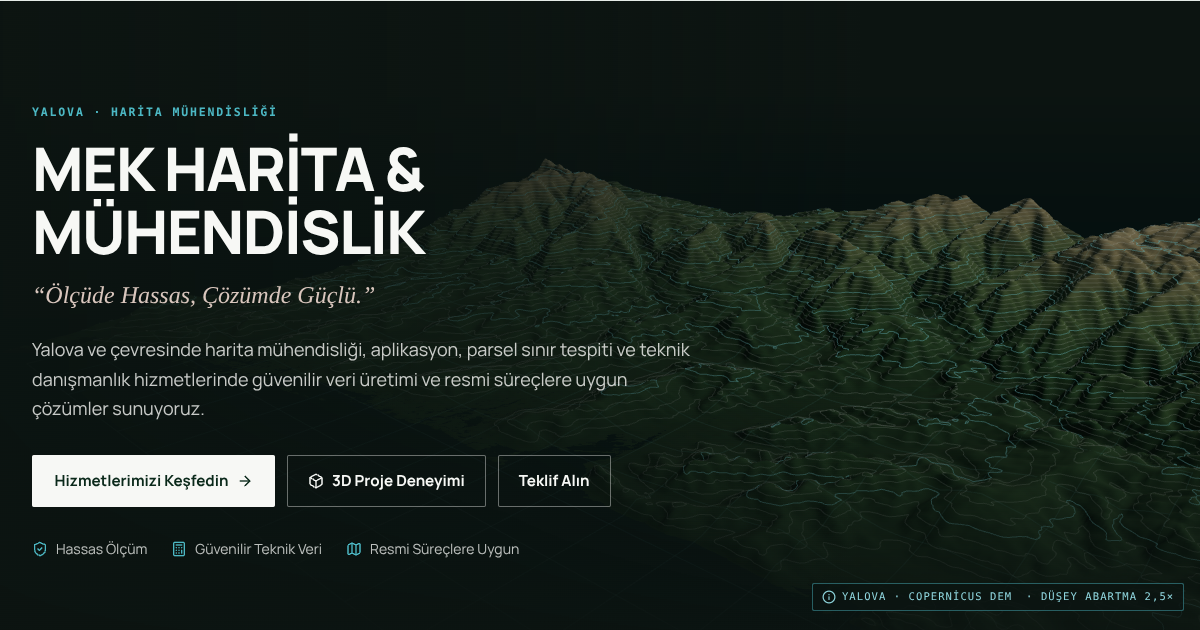 YALOVA · HARİTA MÜHENDİSLİĞİ
MEK HARİTA &
MÜHENDİSLİK
“Ölçüde Hassas, Çözümde Güçlü.”
Yalova ve çevresinde harita mühendisliği, aplikasyon, parsel sınır tespiti ve teknik
danışmanlık hizmetlerinde güvenilir veri üretimi ve resmi süreçlere uygun
çözümler sunuyoruz.
Hizmetlerimizi Keşfedin →
3D Proje Deneyimi
Teklif Alın
Hassas Ölçüm
Güvenilir Teknik Veri
Resmi Süreçlere Uygun
YALOVA · COPERNİCUS DEM · DÜŞEY ABARTMA 2,5×